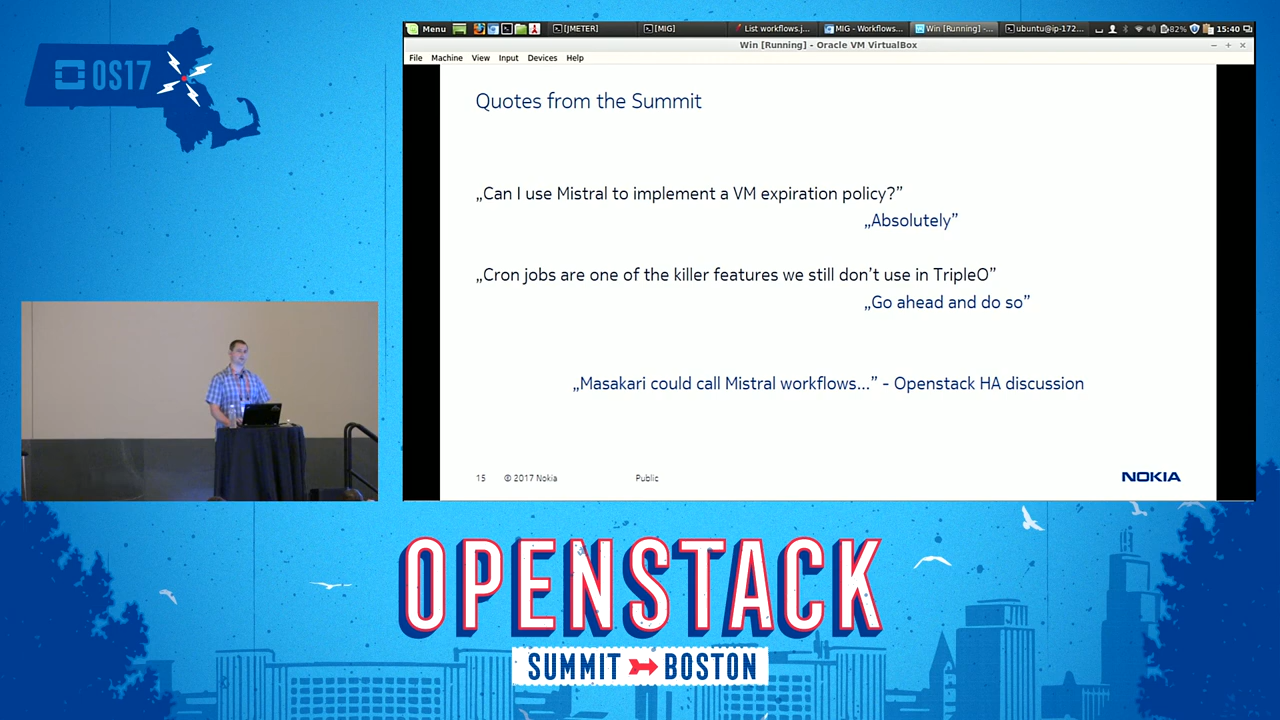 OS17
Menu
[JMETER]
[MIG]
List workflows.j...
MIG - Workflows...
Win [Running] -...
ubuntu@ip-172...
82%
15:40
Win [Running] - Oracle VM VirtualBox
File Machine View Input Devices Help
Quotes from the Summit
„Can I use Mistral to implement a VM expiration policy?”
„Absolutely”
„Cron jobs are one of the killer features we still don’t use in TripleO”
„Go ahead and do so”
„Masakari could call Mistral workflows...” - Openstack HA discussion
15 © 2017 Nokia Public
NOKIA
OPENSTACK
SUMMIT BOSTON